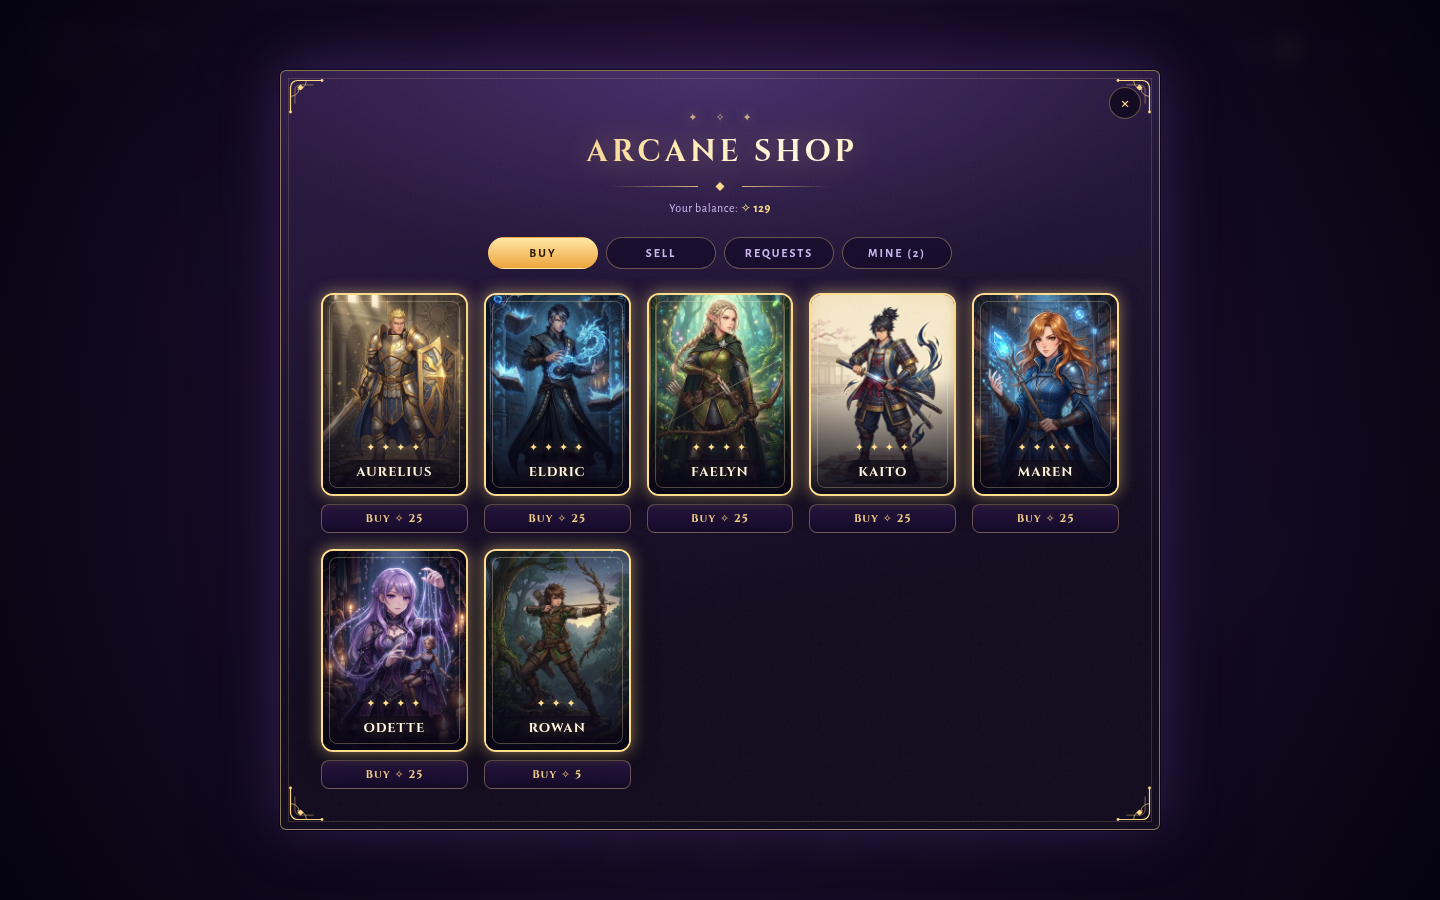 ARCANE SHOP
Your balance: ✧ 129
BUY SELL REQUESTS MINE (2)
AURELIUS ELDRIC FAELYN KAITO MAREN
BUY ✧ 25 BUY ✧ 25 BUY ✧ 25 BUY ✧ 25 BUY ✧ 25
ODETTE ROWAN
BUY ✧ 25 BUY ✧ 5